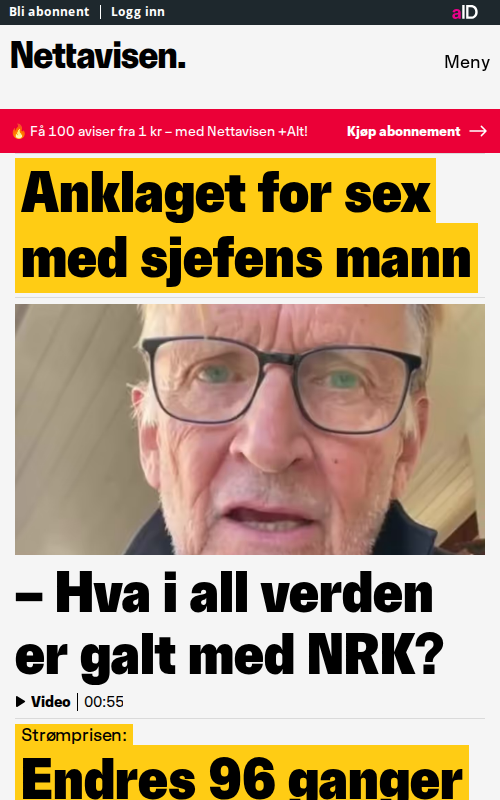 Bli abonnent | Logg inn
aID
Nettavisen.
Meny
🔥 Få 100 aviser fra 1 kr – med Nettavisen +Alt!
Kjøp abonnement →
Anklaget for sex
med sjefens mann
– Hva i all verden
er galt med NRK?
Video | 00:55
Strømprisen:
Endres 96 ganger